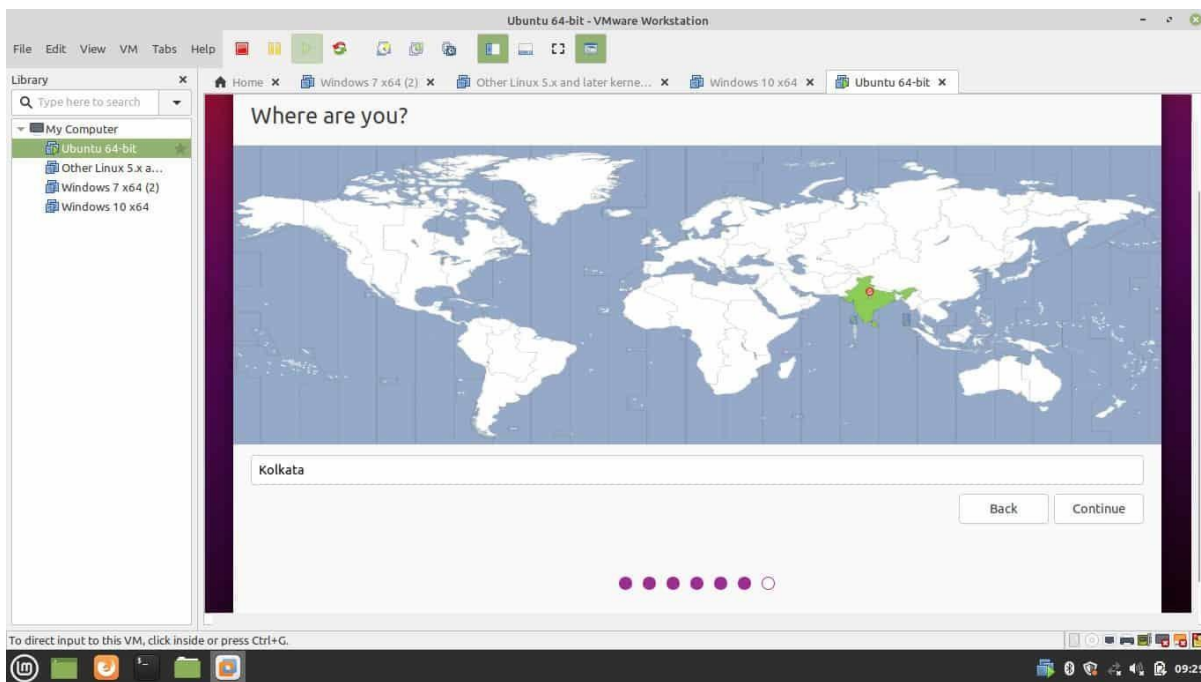 Ubuntu 64-bit - VMware Workstation
File Edit View VM Tabs Help
Library
Home
Windows 7 x64 (2)
Other Linux 5.x and later kerne...
Windows 10 x64
Ubuntu 64-bit
Type here to search
My Computer
Ubuntu 64-bit
Other Linux 5.x a...
Windows 7 x64 (2)
Windows 10 x64
Where are you?
Kolkata
Back
Continue
To direct input to this VM, click inside or press Ctrl+G.